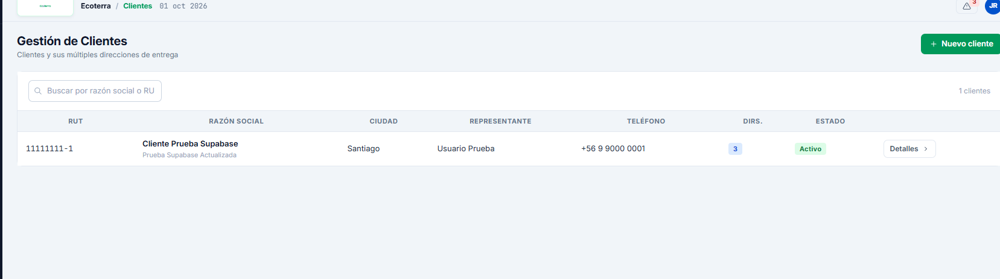 Ecoterra
Ecoterra / Clientes 01 oct 2026
3
JR
Gestión de Clientes
Clientes y sus múltiples direcciones de entrega
+ Nuevo cliente
Buscar por razón social o RU
1 clientes
RUT RAZÓN SOCIAL CIUDAD REPRESENTANTE TELÉFONO DIRS. ESTADO
11111111-1 Cliente Prueba Supabase Santiago Usuario Prueba +56 9 9000 0001 3 Activo Detalles
Prueba Supabase Actualizada